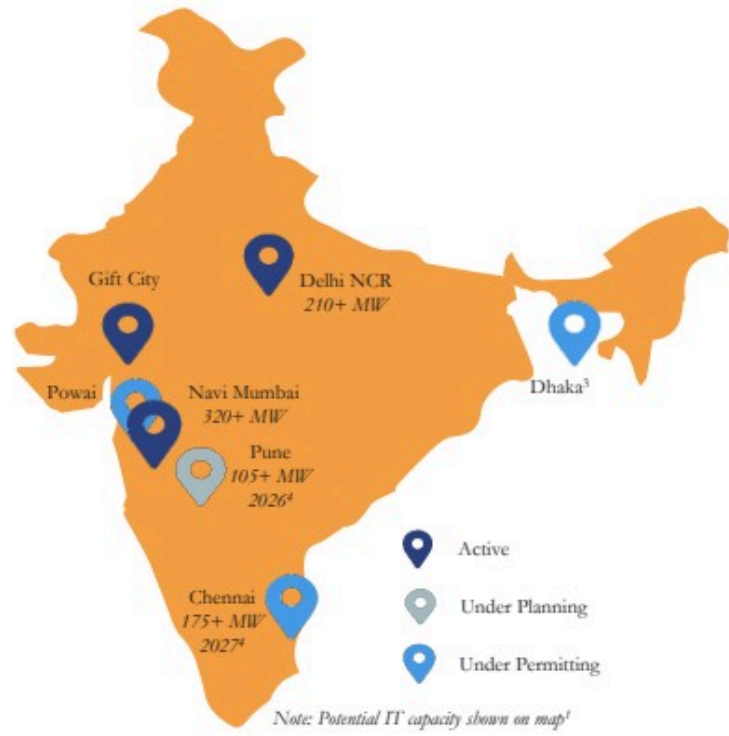 Gift City
Delhi NCR
210+ MW
Powai
Navi Mumbai
320+ MW
Dhaka³
Pune
105+ MW
2026⁴
Active
Under Planning
Chennai
175+ MW
2027⁴
Under Permitting
Note: Potential IT capacity shown on map¹